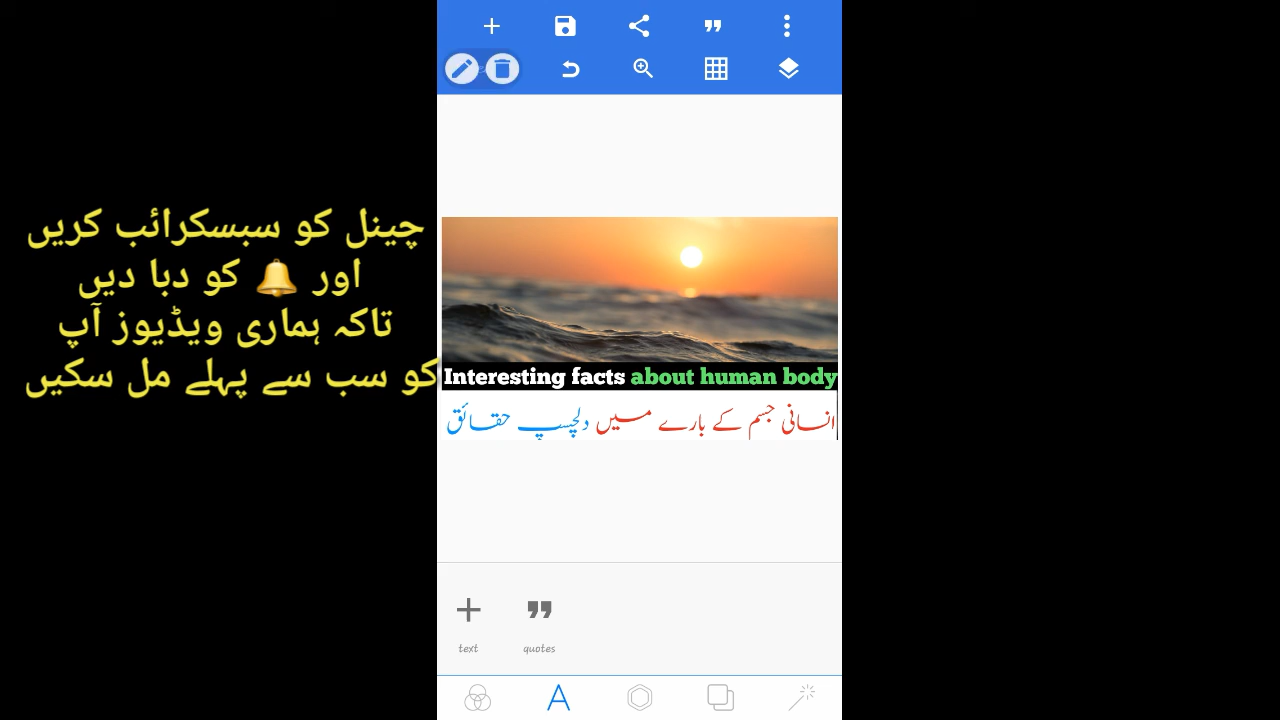 چینل کو سبسکرائب کریں
اور 🔔 کو دبا دیں
تاکہ ہماری ویڈیوز آپ
کو سب سے پہلے مل سکیں
Interesting facts about human body
انسانی جسم کے بارے میں دلچسپ حقائق
text
quotes